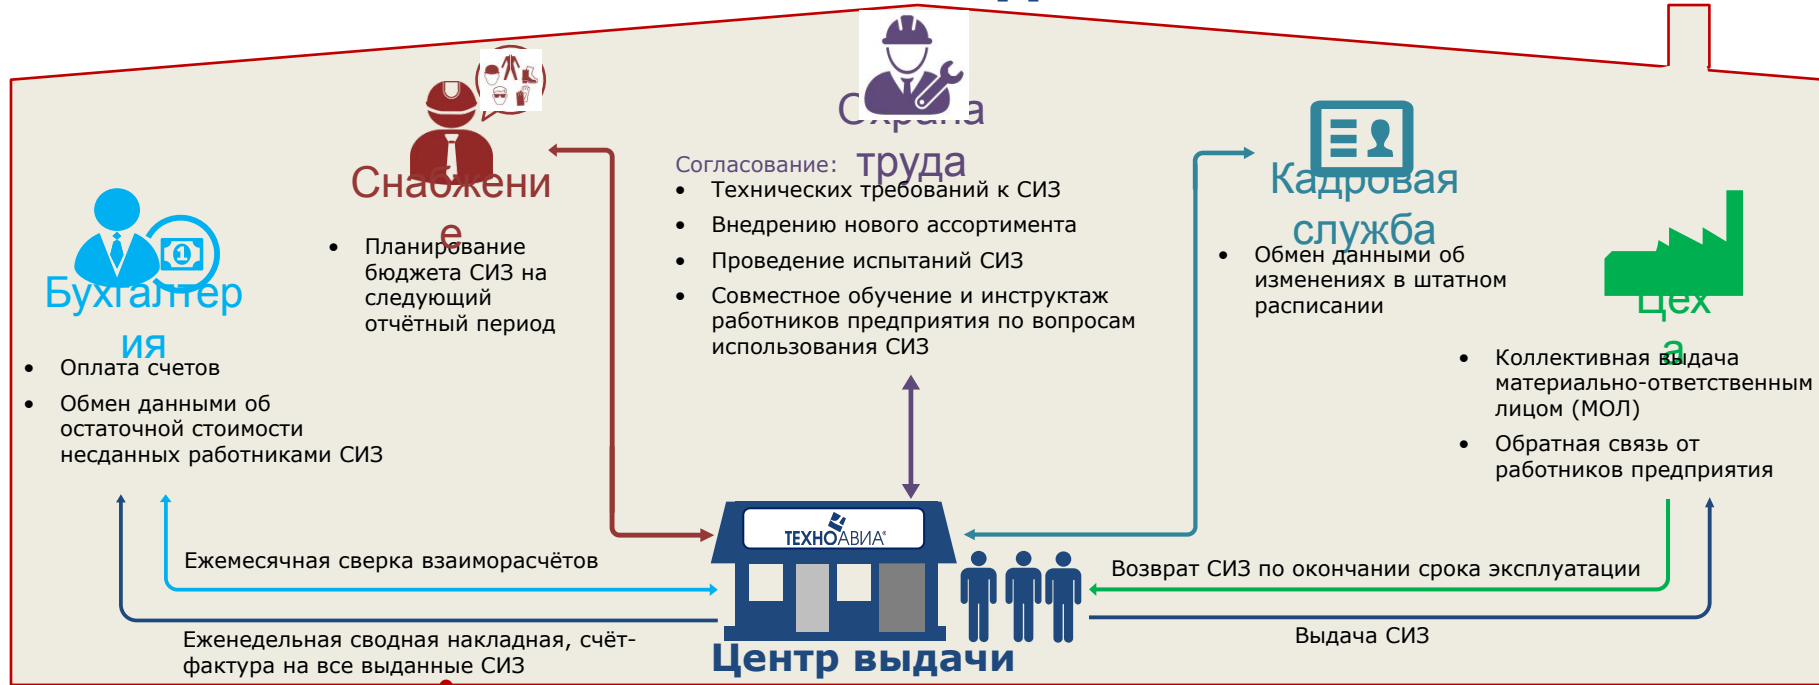 Охрана
труда
Согласование:
• Технических требований к СИЗ
• Внедрению нового ассортимента
• Проведение испытаний СИЗ
• Совместное обучение и инструктаж
работников предприятия по вопросам
использования СИЗ
Снабжени
е
• Планирование
бюджета СИЗ на
следующий
отчётный период
Кадровая
служба
• Обмен данными об
изменениях в штатном
расписании
Бухгалтер
ия
• Оплата счетов
• Обмен данными об
остаточной стоимости
несданных работниками СИЗ
Цех
а
• Коллективная выдача
материально-ответственным
лицом (МОЛ)
• Обратная связь от
работников предприятия
ТЕХНОАВИА®
Ежемесячная сверка взаиморасчётов
Возврат СИЗ по окончании срока эксплуатации
Еженедельная сводная накладная, счёт-
фактура на все выданные СИЗ
Выдача СИЗ
Центр выдачи